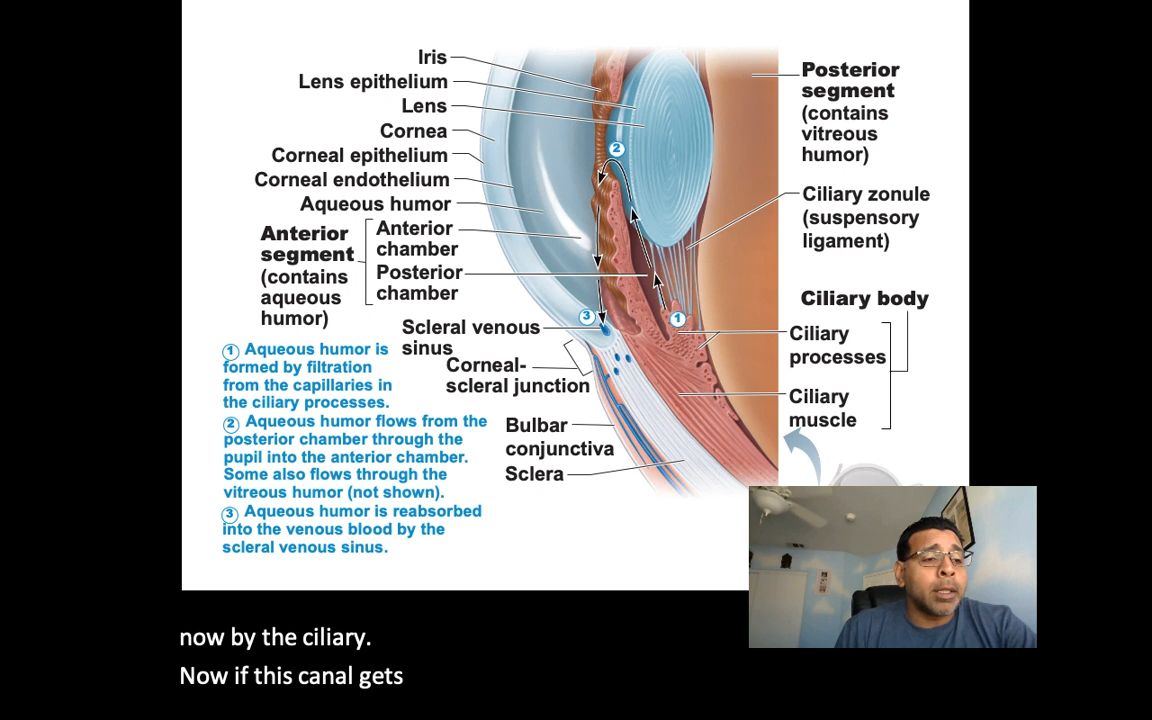 Iris
Lens epithelium
Lens
Cornea
Corneal epithelium
Corneal endothelium
Aqueous humor
Anterior
segment
(contains
aqueous
humor)
Anterior
chamber
Posterior
chamber
Scleral venous
sinus
Corneal-
scleral junction
Bulbar
conjunctiva
Sclera
1 Aqueous humor is
formed by filtration
from the capillaries in
the ciliary processes.
2 Aqueous humor flows from the
posterior chamber through the
pupil into the anterior chamber.
Some also flows through the
vitreous humor (not shown).
3 Aqueous humor is reabsorbed
into the venous blood by the
scleral venous sinus.
2
3
1
Posterior
segment
(contains
vitreous
humor)
Ciliary zonule
(suspensory
ligament)
Ciliary body
Ciliary
processes
Ciliary
muscle
now by the ciliary.
Now if this canal gets